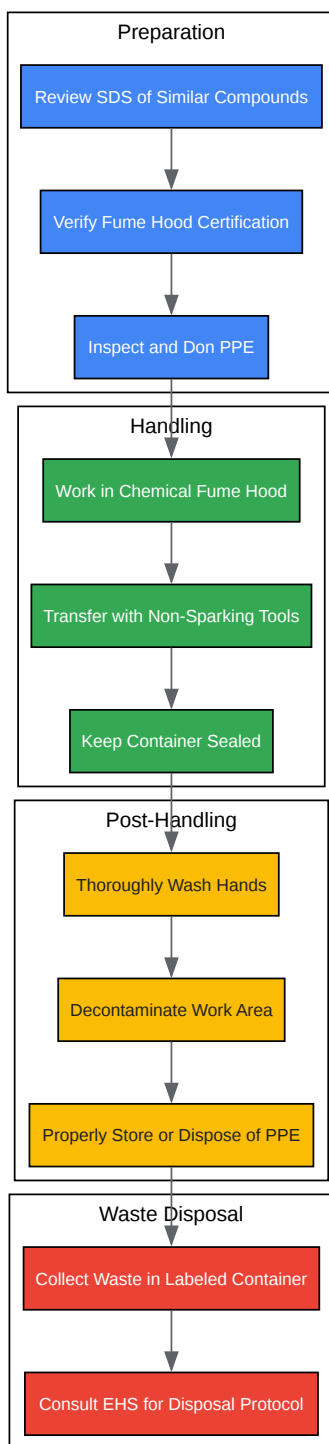 Preparation
Review SDS of Similar Compounds
Verify Fume Hood Certification
Inspect and Don PPE
Handling
Work in Chemical Fume Hood
Transfer with Non-Sparking Tools
Keep Container Sealed
Post-Handling
Thoroughly Wash Hands
Decontaminate Work Area
Properly Store or Dispose of PPE
Waste Disposal
Collect Waste in Labeled Container
Consult EHS for Disposal Protocol